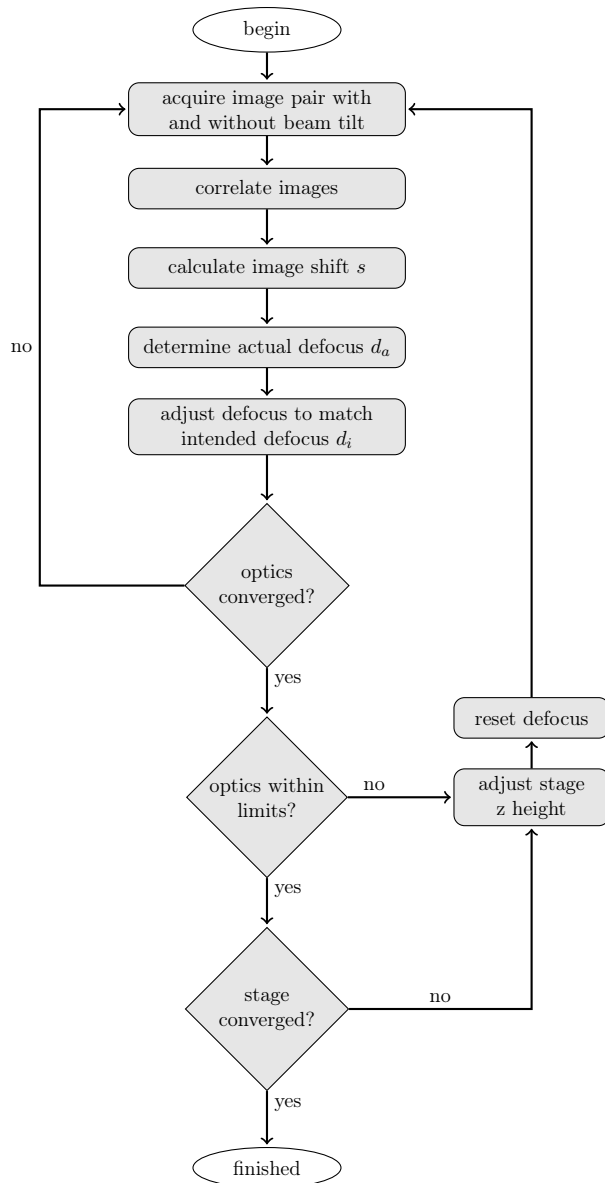 begin
acquire image pair with
and without beam tilt
correlate images
calculate image shift s
determine actual defocus dₐ
no
adjust defocus to match
intended defocus dᵢ
optics
converged?
yes
reset defocus
optics within
limits?
no
adjust stage
z height
yes
stage
converged?
no
yes
finished